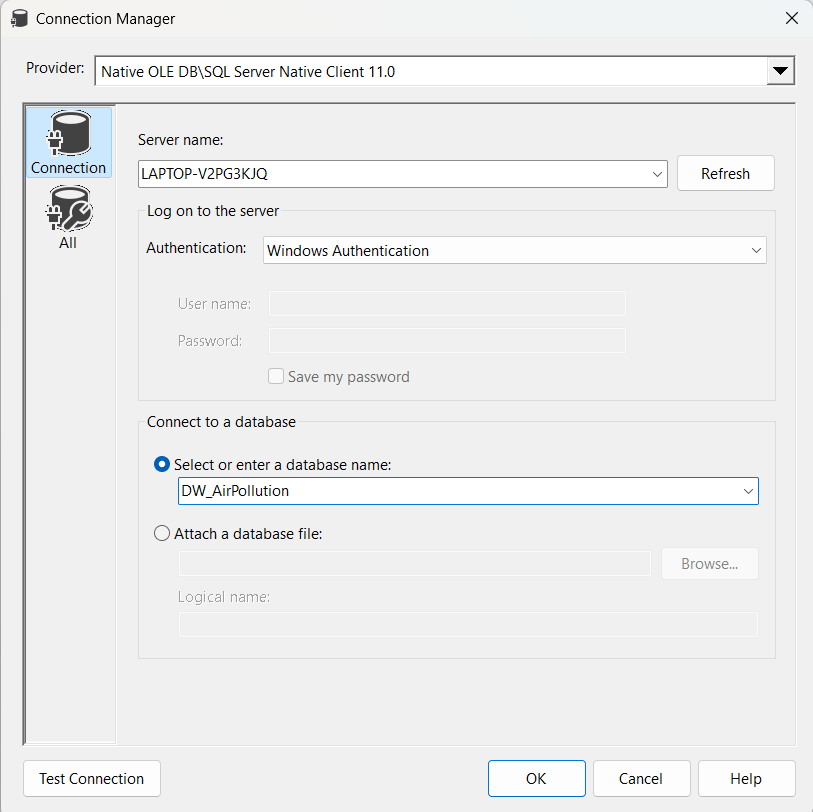 Connection Manager
Provider: Native OLE DB\SQL Server Native Client 11.0
Connection
All
Server name:
LAPTOP-V2PG3KJQ
Refresh
Log on to the server
Authentication: Windows Authentication
User name:
Password:
Save my password
Connect to a database
Select or enter a database name:
DW_AirPollution
Attach a database file:
Browse...
Logical name:
Test Connection
OK
Cancel
Help